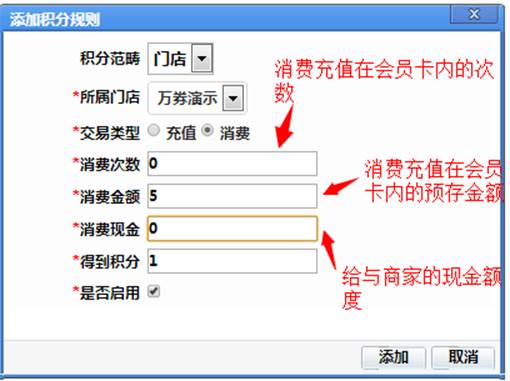 添加积分规则
X
积分范畴 门店
*所属门店 万券演示
*交易类型 充值 消费
*消费次数 0
*消费金额 5
*消费现金 0
*得到积分 1
*是否启用
消费充值在会员卡内的次
数
消费充值在会员
卡内的预存金额
给与商家的现金额
度
添加 取消